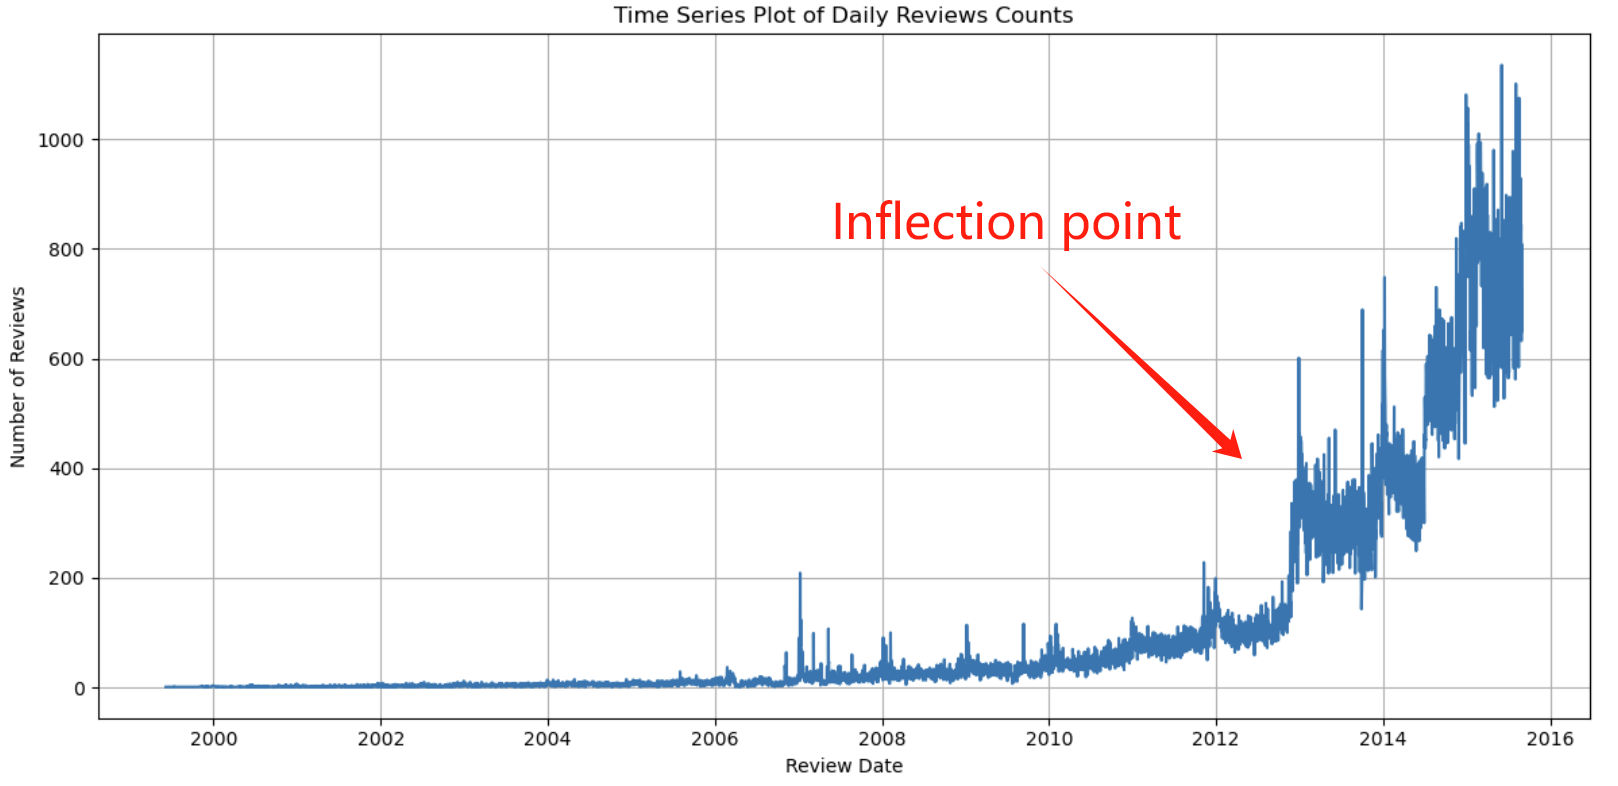 Time Series Plot of Daily Reviews Counts
1000
800
600
400
200
0
Number of Reviews
Inflection point
2000 2002 2004 2006 2008 2010 2012 2014 2016
Review Date